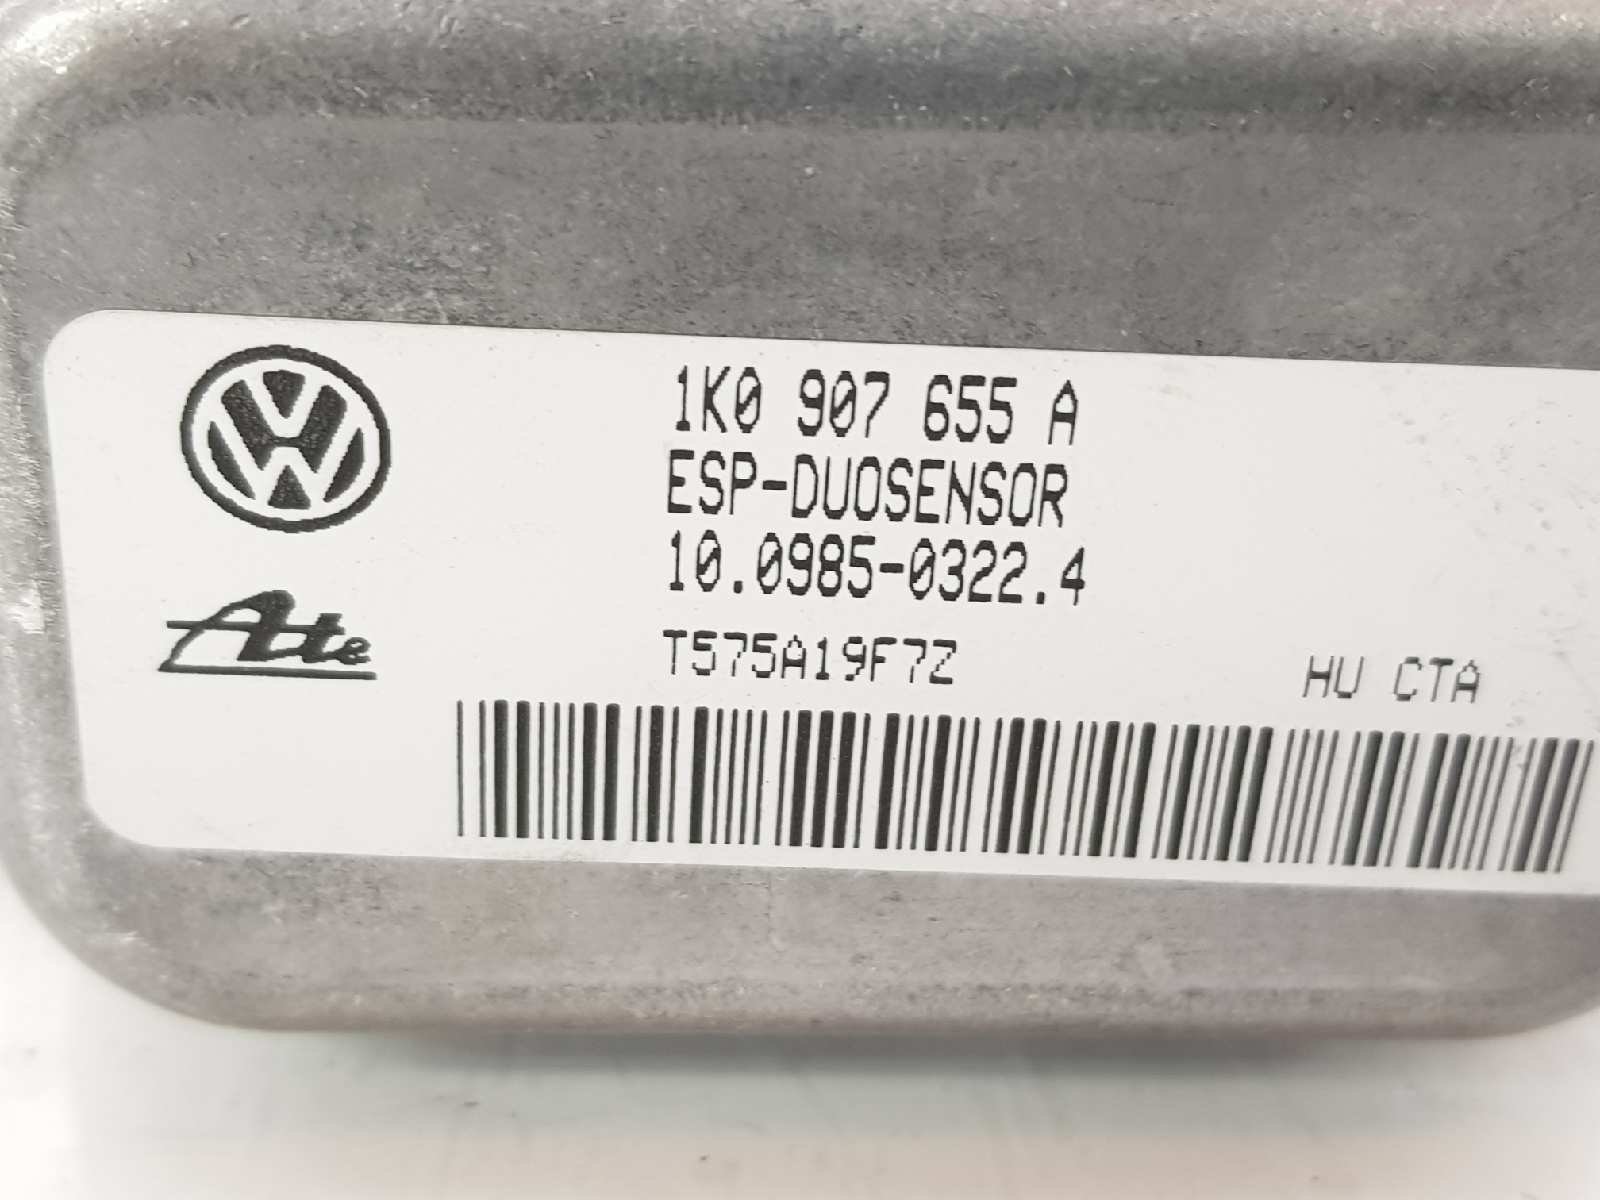 1K0 907 655 A
ESP-DUOSENSOR
10.0985-0322.4
Ate
T575A19F7Z HU CTA